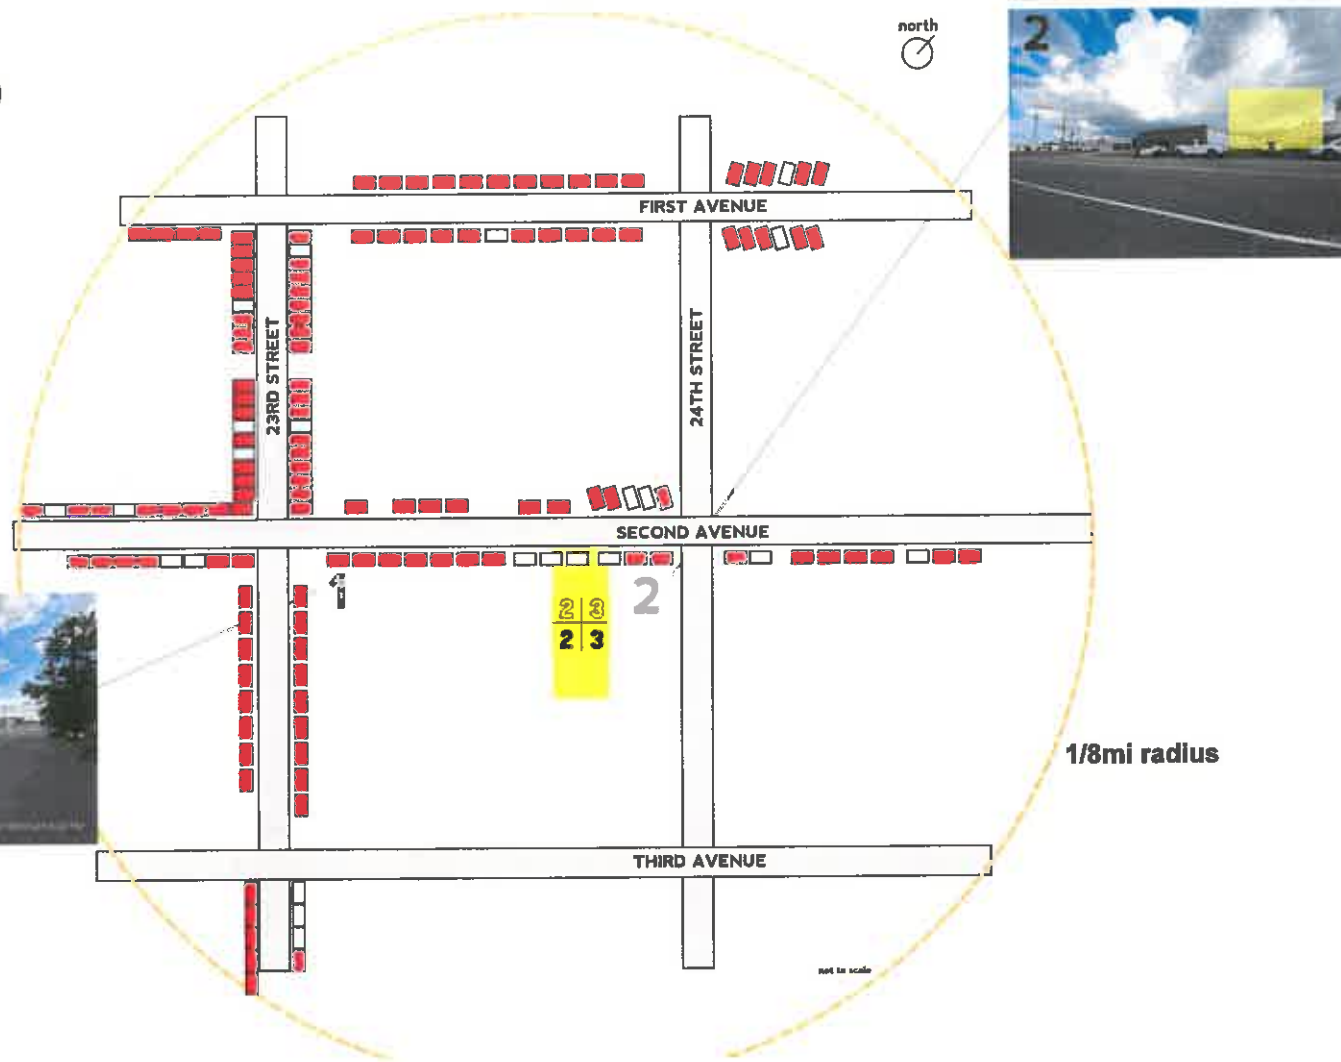 north
2
FIRST AVENUE
23RD STREET
24TH STREET
SECOND AVENUE
1
2
2 3
2 3
1/8mi radius
THIRD AVENUE
not to scale